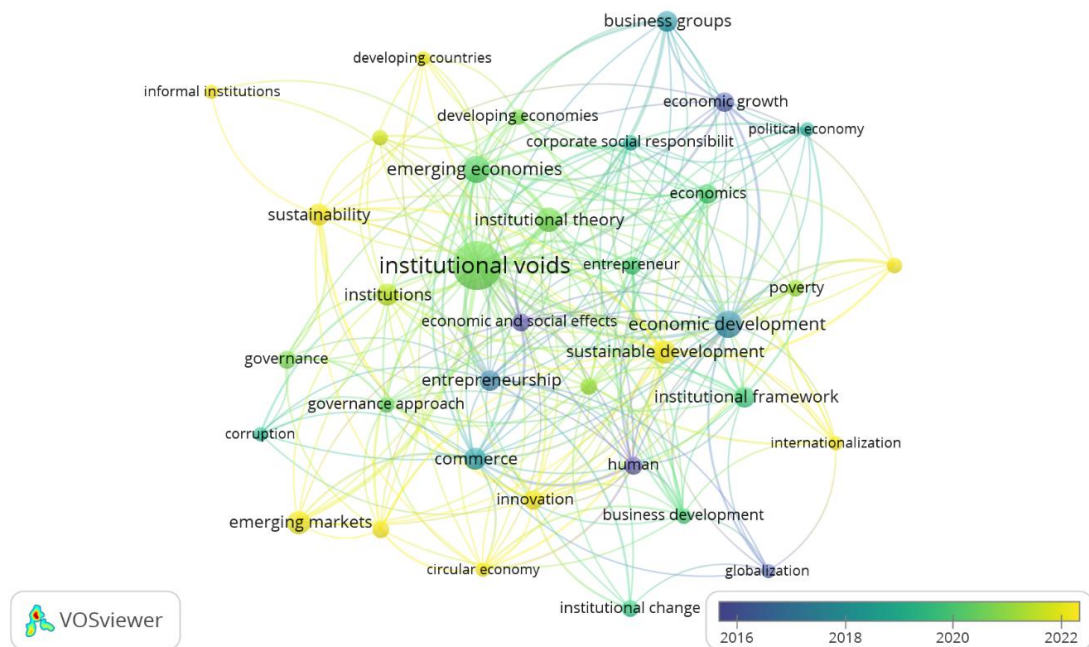 business groups
developing countries
informal institutions
economic growth
developing economies
political economy
corporate social responsibilit
emerging economies
economics
sustainability
institutional theory
institutional voids
entrepreneur
institutions
poverty
economic and social effects
economic development
sustainable development
governance
entrepreneurship
institutional framework
governance approach
corruption
internationalization
commerce
human
innovation
business development
emerging markets
circular economy
globalization
institutional change
VOSviewer
2016 2018 2020 2022